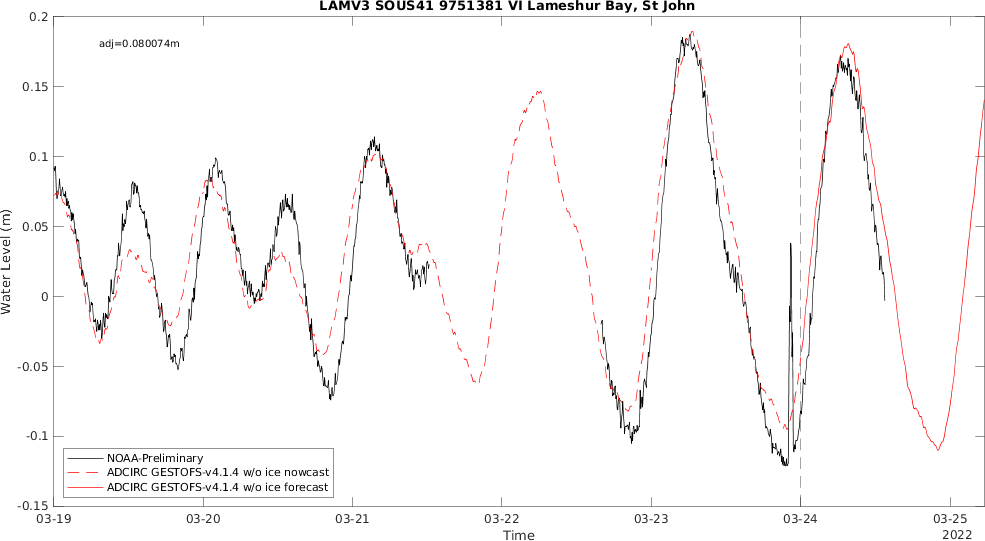 LAMV3 SOUS41 9751381 VI Lameshur Bay, St John
adj=0.080074m
0.2
0.15
0.1
0.05
0
-0.05
-0.1
-0.15
Water Level (m)
NOAA-Preliminary
ADCIRC GESTOFS-v4.1.4 w/o ice nowcast
ADCIRC GESTOFS-v4.1.4 w/o ice forecast
03-19 03-20 03-21 03-22 03-23 03-24 03-25
Time
2022